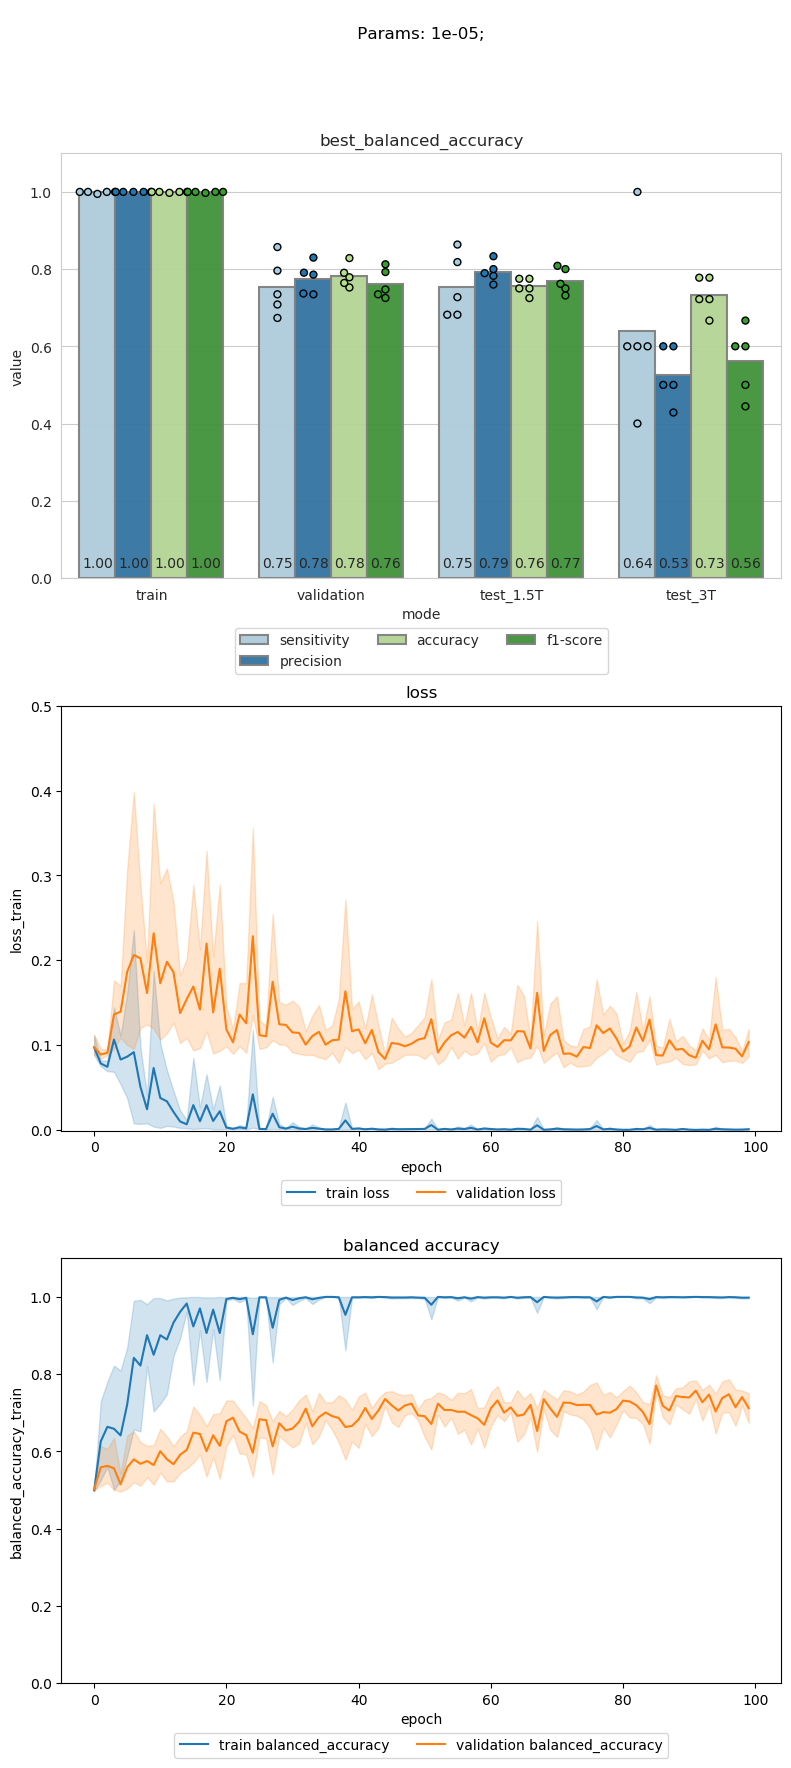 Params: 1e-05;
best_balanced_accuracy
1.0
0.8
0.6
0.4
0.2
0.0
value
1.00 1.00 1.00 1.00 0.75 0.78 0.78 0.76 0.75 0.79 0.76 0.77 0.64 0.53 0.73 0.56
train validation test_1.5T test_3T
mode
sensitivity accuracy f1-score
precision
loss
0.5
0.4
0.3
0.2
0.1
0.0
loss_train
0 20 40 60 80 100
epoch
train loss validation loss
balanced accuracy
1.0
0.8
0.6
0.4
0.2
0.0
balanced_accuracy_train
0 20 40 60 80 100
epoch
train balanced_accuracy validation balanced_accuracy